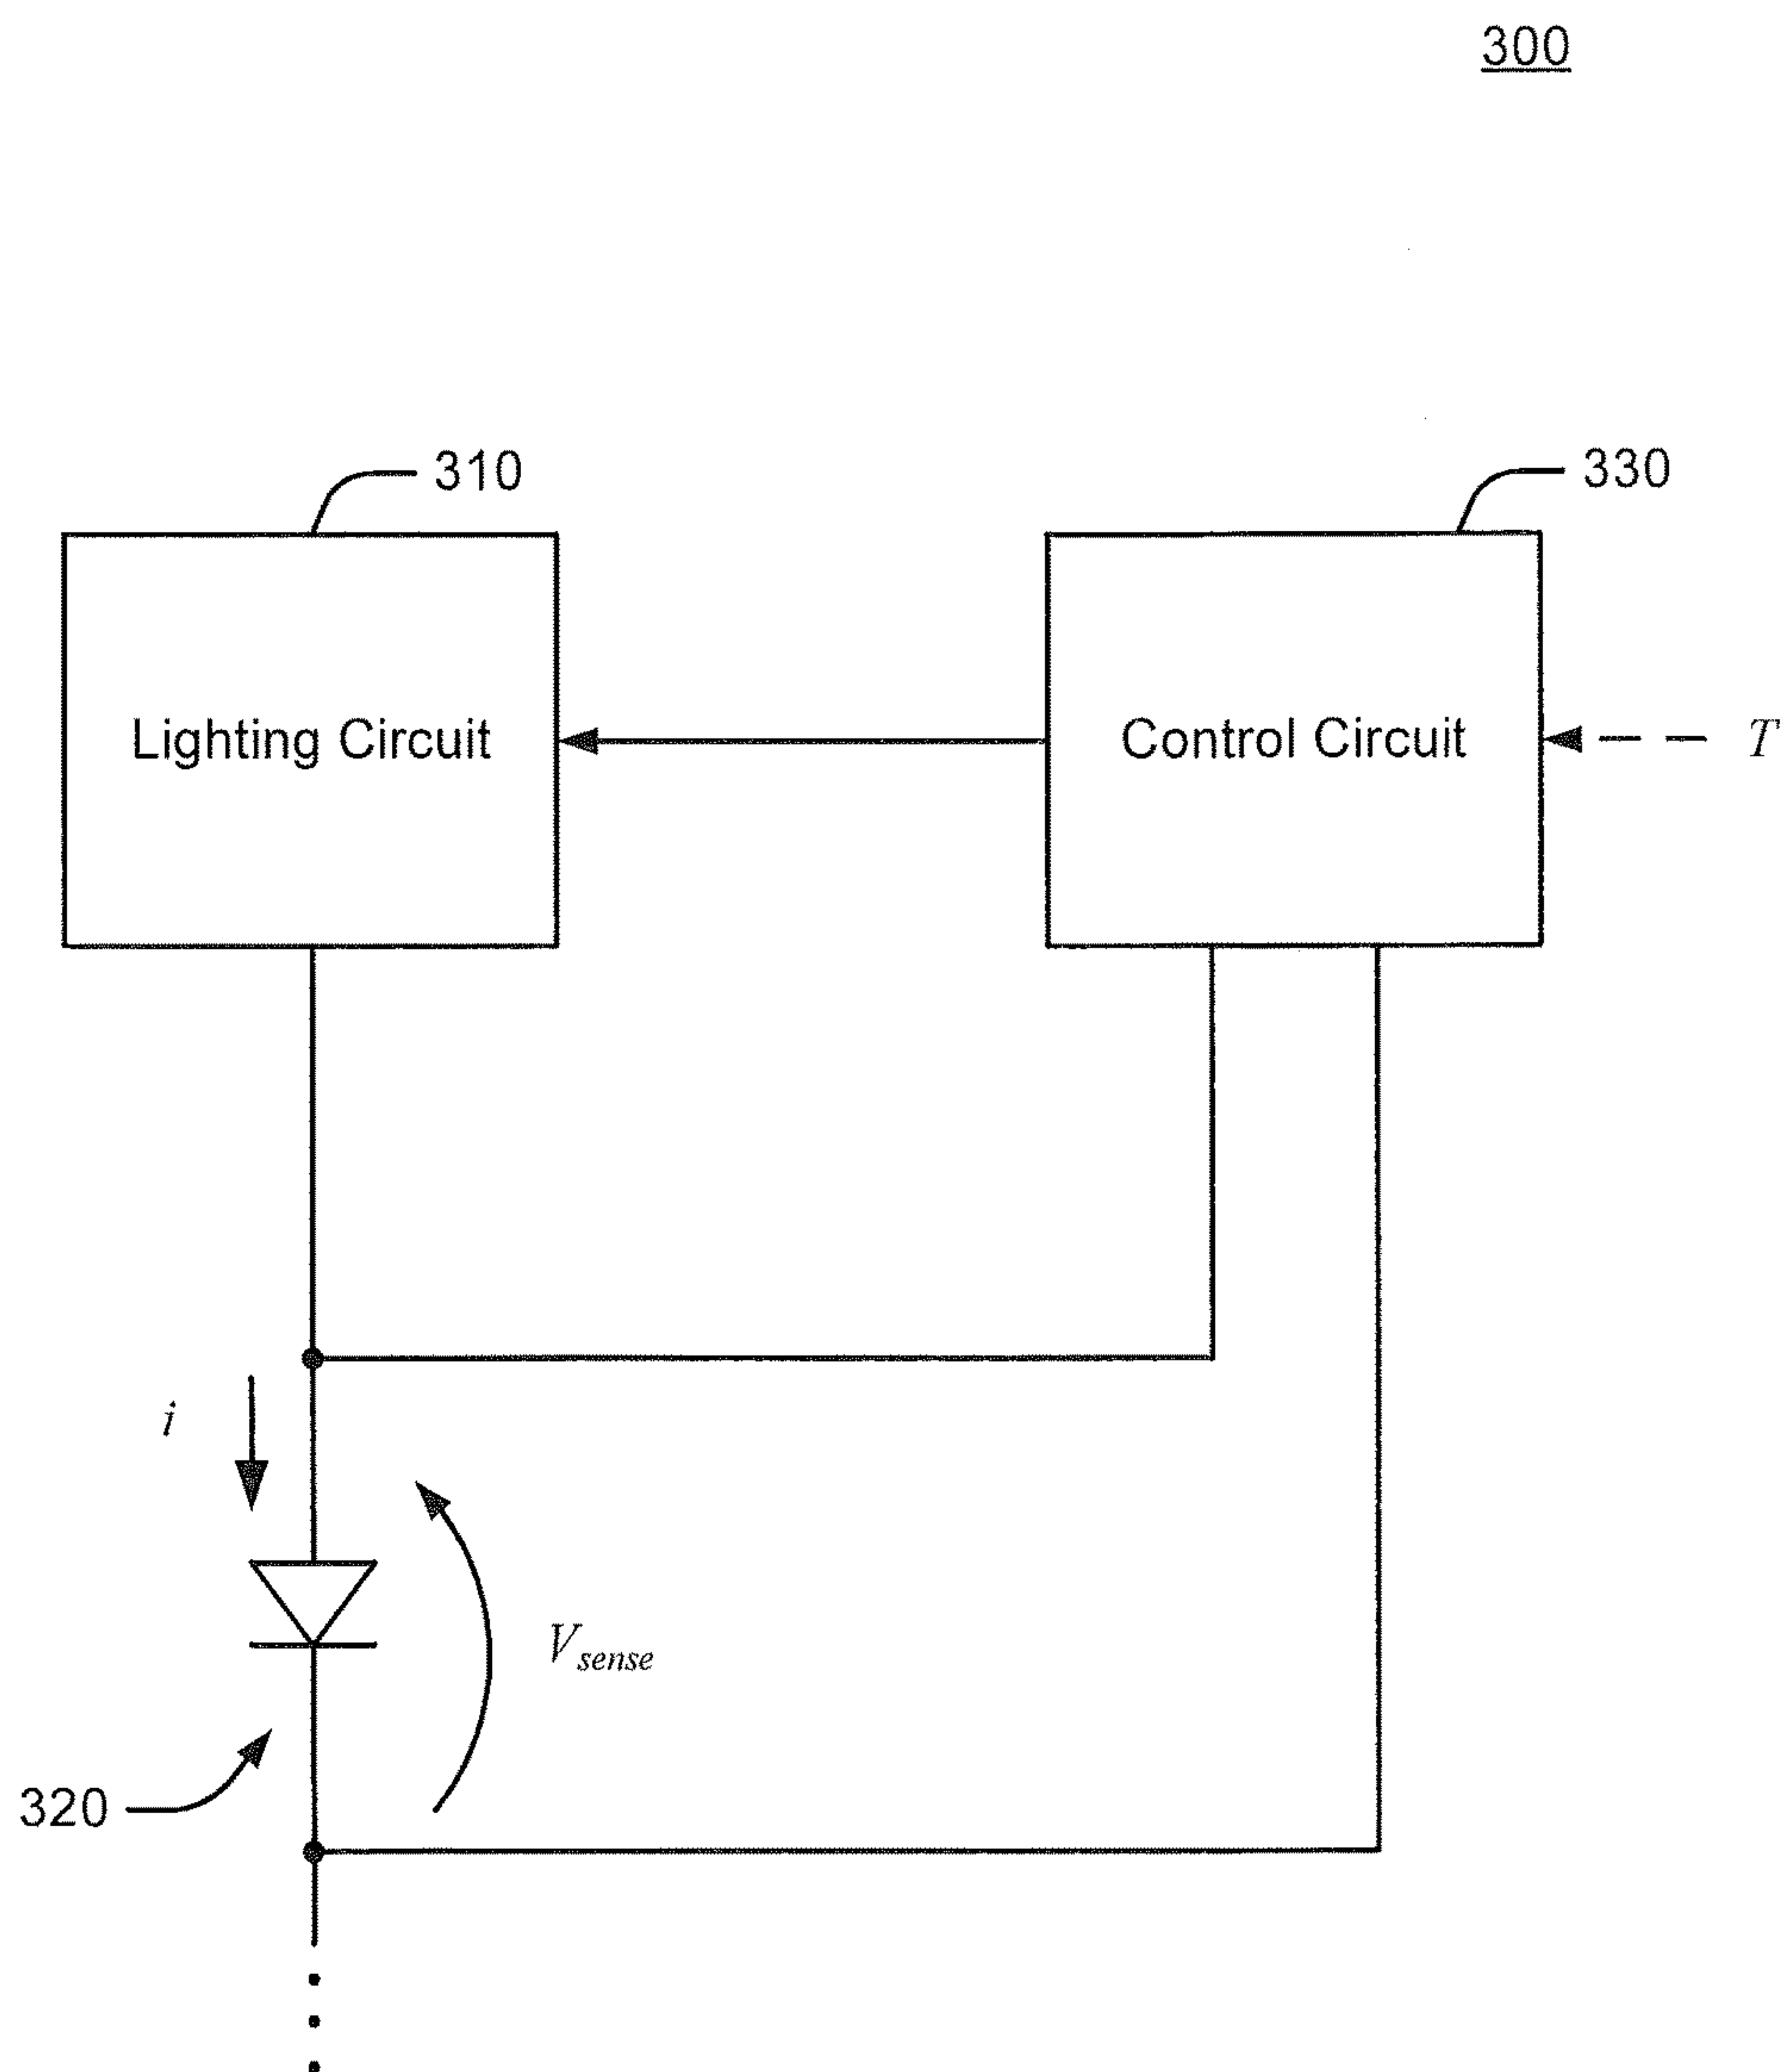 300
310
330
Lighting Circuit
Control Circuit
T
i
Vsense
320